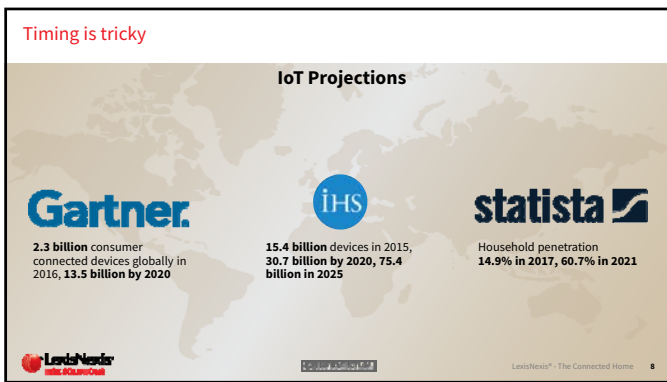 Timing is tricky
IoT Projections
Gartner.
2.3 billion consumer
connected devices globally in
2016, 13.5 billion by 2020
iHS
15.4 billion devices in 2015,
30.7 billion by 2020, 75.4
billion in 2025
statista
Household penetration
14.9% in 2017, 60.7% in 2021
LexisNexis®
RISK SOLUTIONS
LexisNexis® - The Connected Home 8